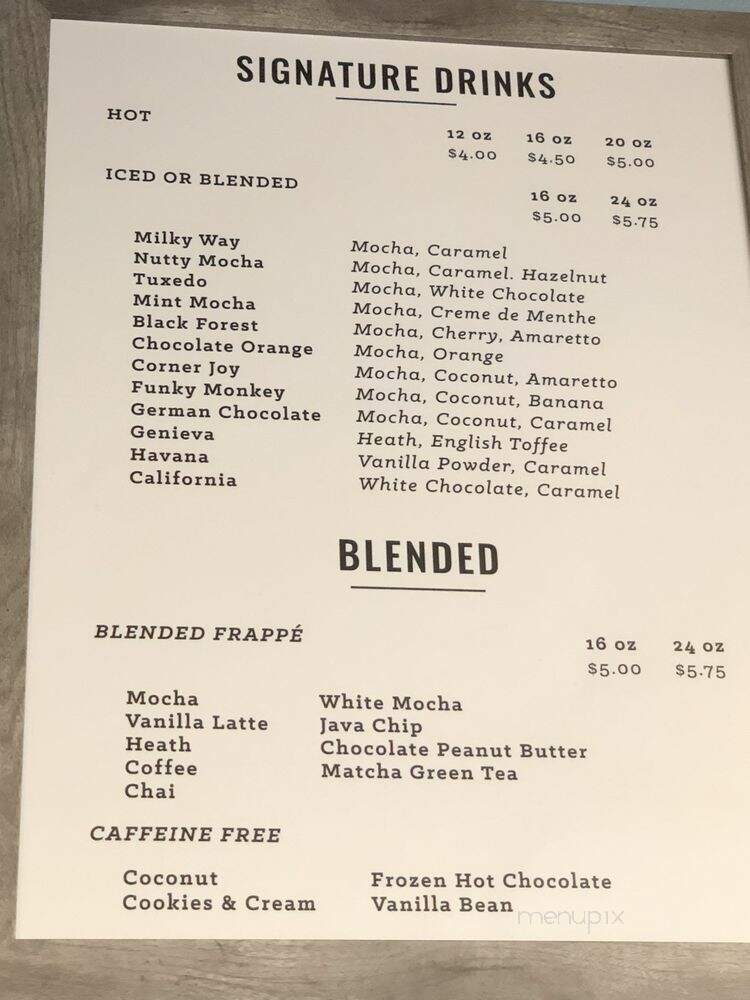 SIGNATURE DRINKS
HOT
12 oz 16 oz 20 oz
$4.00 $4.50 $5.00
ICED OR BLENDED
16 oz 24 oz
$5.00 $5.75
Milky Way Mocha, Caramel
Nutty Mocha Mocha, Caramel. Hazelnut
Tuxedo Mocha, White Chocolate
Mint Mocha Mocha, Creme de Menthe
Black Forest Mocha, Cherry, Amaretto
Chocolate Orange Mocha, Orange
Corner Joy Mocha, Coconut, Amaretto
Funky Monkey Mocha, Coconut, Banana
German Chocolate Mocha, Coconut, Caramel
Genieva Heath, English Toffee
Havana Vanilla Powder, Caramel
California White Chocolate, Caramel
BLENDED
BLENDED FRAPPÉ
16 oz 24 oz
$5.00 $5.75
Mocha White Mocha
Vanilla Latte Java Chip
Heath Chocolate Peanut Butter
Coffee Matcha Green Tea
Chai
CAFFEINE FREE
Coconut Frozen Hot Chocolate
Cookies & Cream Vanilla Bean
menupix